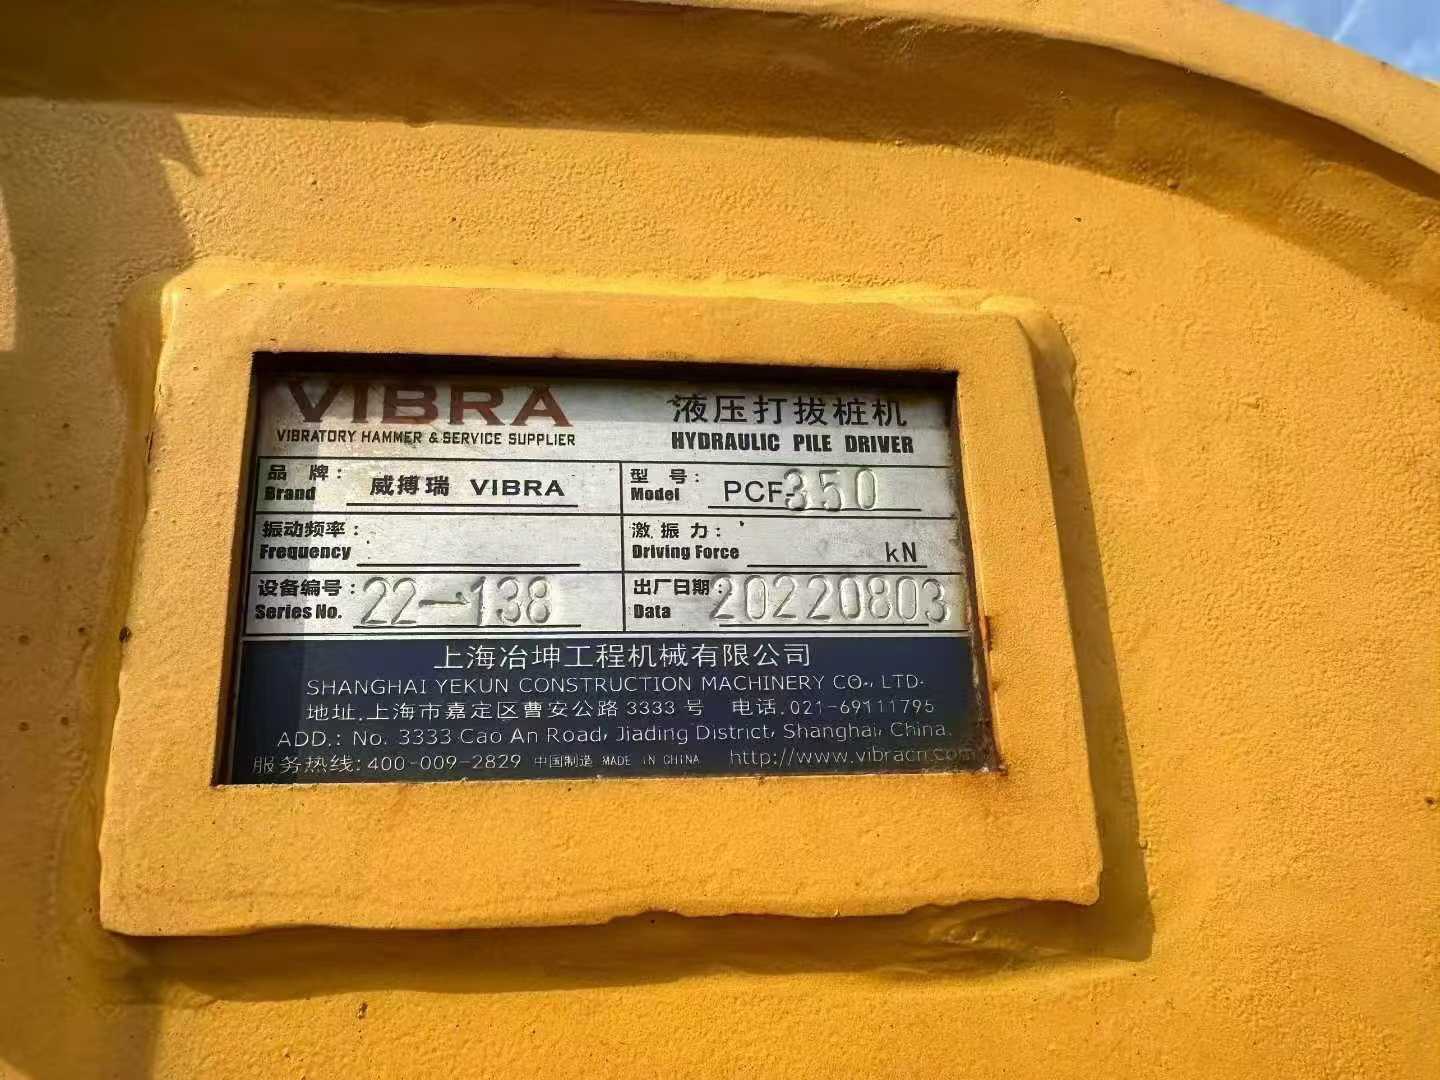 VIBRA
VIBRATORY HAMMER & SERVICE SUPPLIER
液压打拔桩机
HYDRAULIC PILE DRIVER
品 牌： 威搏瑞 VIBRA
Brand
型 号： PCF-350
Model
振动频率：
Frequency
激 振 力： kN
Driving Force
设备编号： 22-138
Series No.
出厂日期： 20220803
Data
上海冶坤工程机械有限公司
SHANGHAI YEKUN CONSTRUCTION MACHINERY CO., LTD.
地址.上海市嘉定区曹安公路 3333 号 电话.021-69111795
ADD.: No. 3333 Cao An Road, Jiading District, Shanghai, China.
服务热线:400-009-2829 中国制造 MADE IN CHINA http://www.vibracn.com